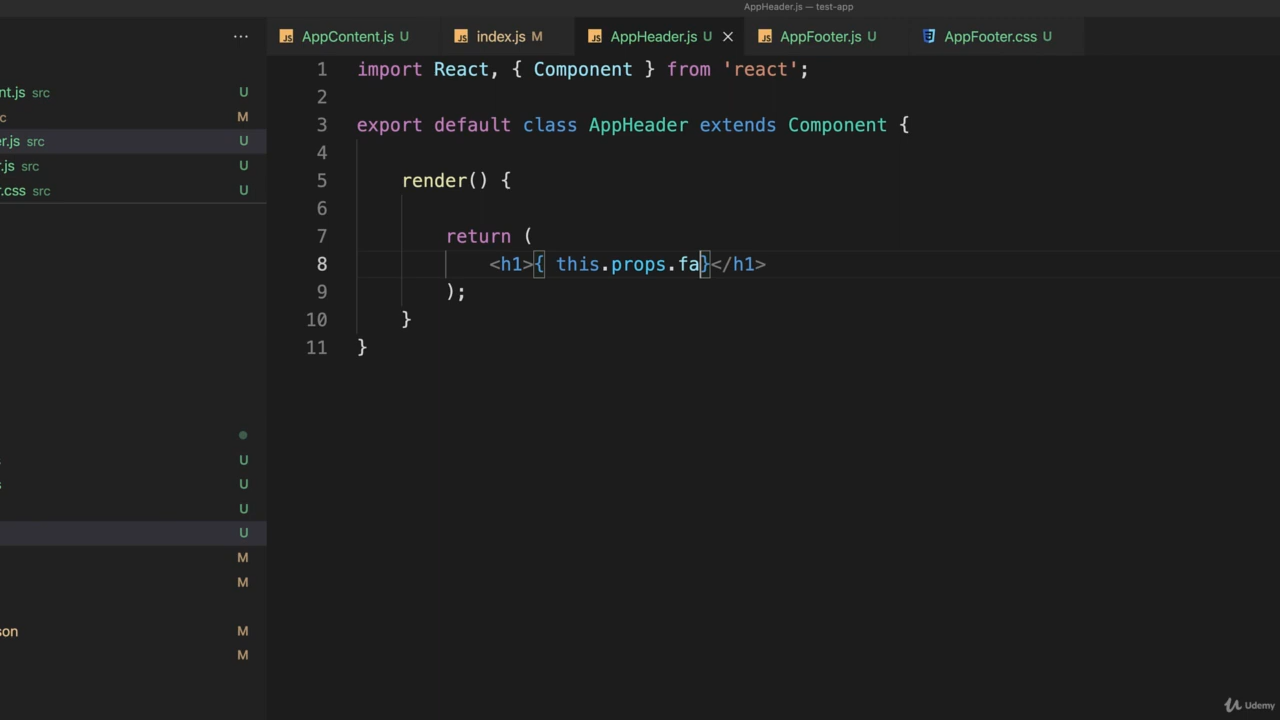 AppHeader.js — test-app
··· AppContent.js U index.js M AppHeader.js U × AppFooter.js U AppFooter.css U
1 import React, { Component } from 'react';
2
3 export default class AppHeader extends Component {
4
5 render() {
6
7 return (
8 <h1>{ this.props.fa}</h1>
9 );
10 }
11 }
nt.js src U
c M
er.js src U
r.js src U
r.css src U
U
U
U
U
M
M
son M
M
Udemy